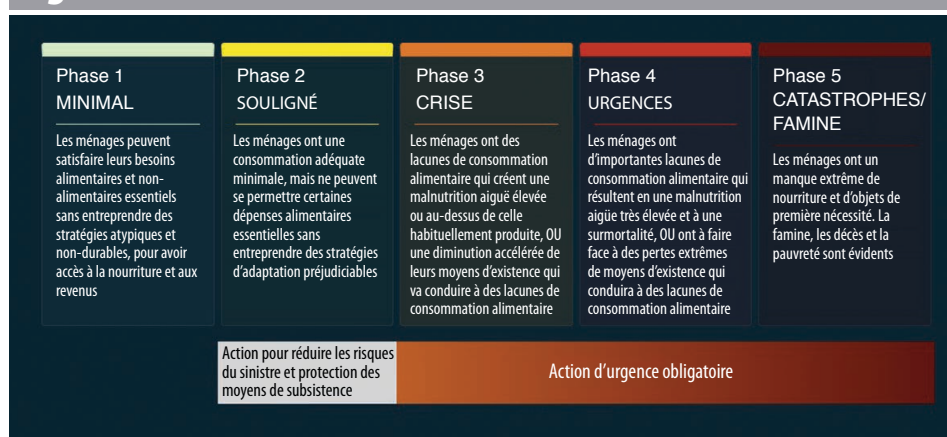 Phase 1
MINIMAL
Les ménages peuvent
satisfaire leurs besoins
alimentaires et non-
alimentaires essentiels
sans entreprendre des
stratégies atypiques et
non-durables, pour avoir
accès à la nourriture et aux
revenus
Phase 2
SOULIGNÉ
Les ménages ont une
consommation adéquate
minimale, mais ne peuvent
se permettre certaines
dépenses alimentaires
essentielles sans
entreprendre des stratégies
d’adaptation préjudiciables
Phase 3
CRISE
Les ménages ont des
lacunes de consommation
alimentaire qui créent une
malnutrition aiguë élevée
ou au-dessus de celle
habituellement produite, OU
une diminution accélérée de
leurs moyens d’existence qui
va conduire à des lacunes de
consommation alimentaire
Phase 4
URGENCES
Les ménages ont
d’importantes lacunes de
consommation alimentaire qui
résultent en une malnutrition
aigüe très élevée et à une
surmortalité, OU ont à faire
face à des pertes extrêmes
de moyens d’existence qui
conduira à des lacunes de
consommation alimentaire
Phase 5
CATASTROPHES/
FAMINE
Les ménages ont un
manque extrême de
nourriture et d’objets de
première nécessité. La
famine, les décès et la
pauvreté sont évidents
Action pour réduire les risques
du sinistre et protection des
moyens de subsistence
Action d’urgence obligatoire